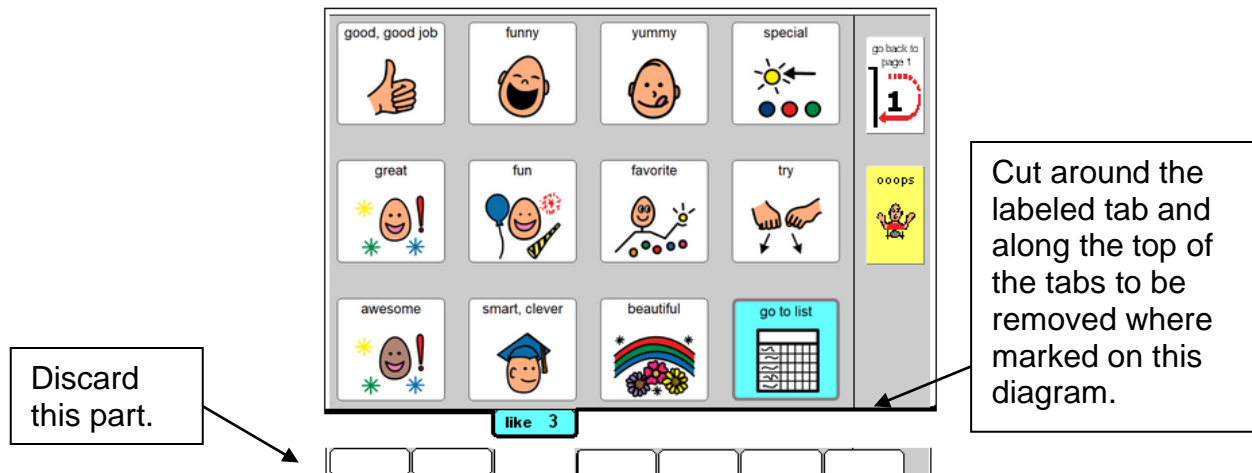 good, good job
funny
yummy
special
go back to
page 1
1
great
fun
favorite
try
ooops
awesome
smart, clever
beautiful
go to list
like 3
Cut around the
labeled tab and
along the top of
the tabs to be
removed where
marked on this
diagram.
Discard
this part.